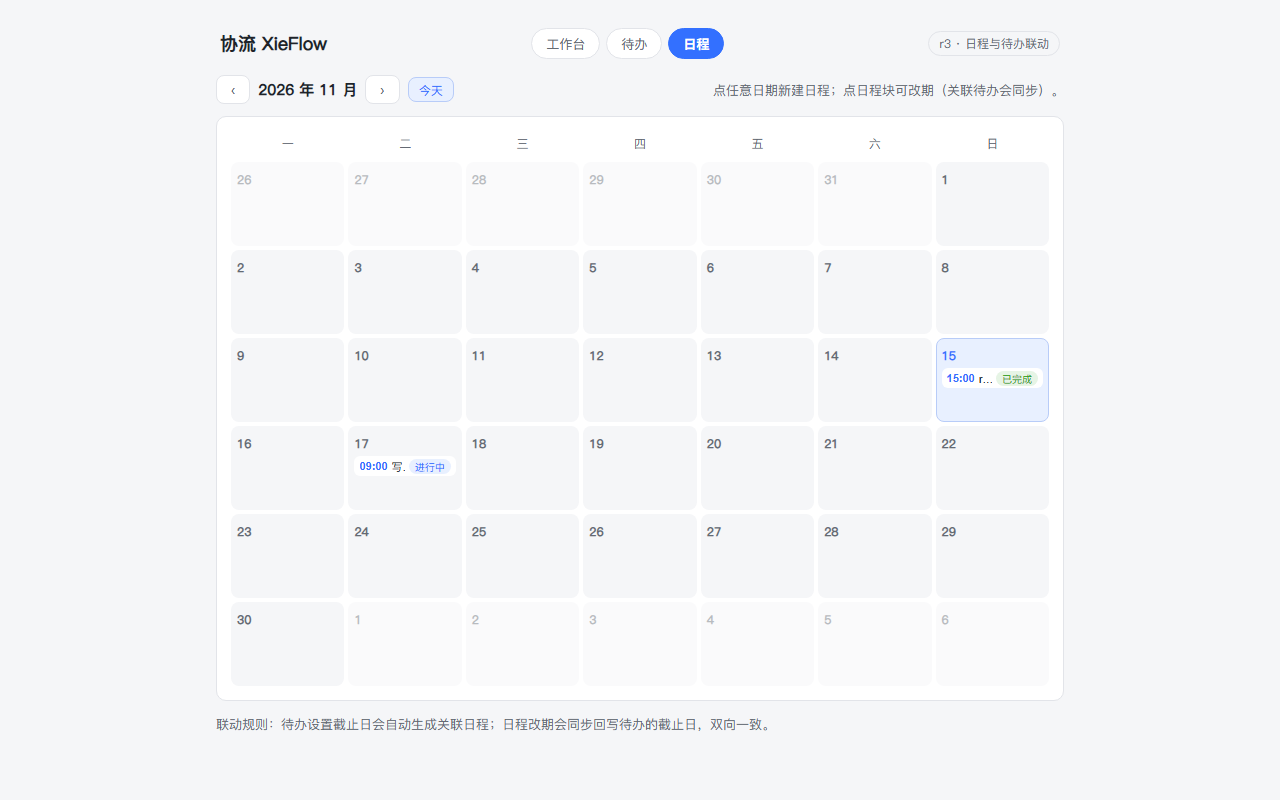 协流 XieFlow
工作台 待办 日程
r3 · 日程与待办联动
‹ 2026 年 11 月 › 今天
点任意日期新建日程；点日程块可改期（关联待办会同步）。
一 二 三 四 五 六 日
26 27 28 29 30 31 1
2 3 4 5 6 7 8
9 10 11 12 13 14 15
15:00 r... 已完成
16 17 18 19 20 21 22
09:00 写. 进行中
23 24 25 26 27 28 29
30 1 2 3 4 5 6
联动规则：待办设置截止日会自动生成关联日程；日程改期会同步回写待办的截止日，双向一致。